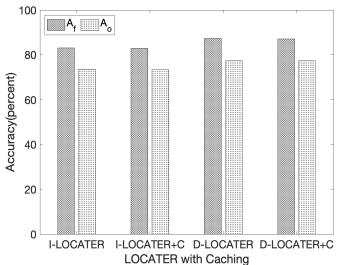 100
A_f A_o
80
60
40
20
0
Accuracy(percent)
I-LOCATER I-LOCATER+C D-LOCATER D-LOCATER+C
LOCATER with Caching